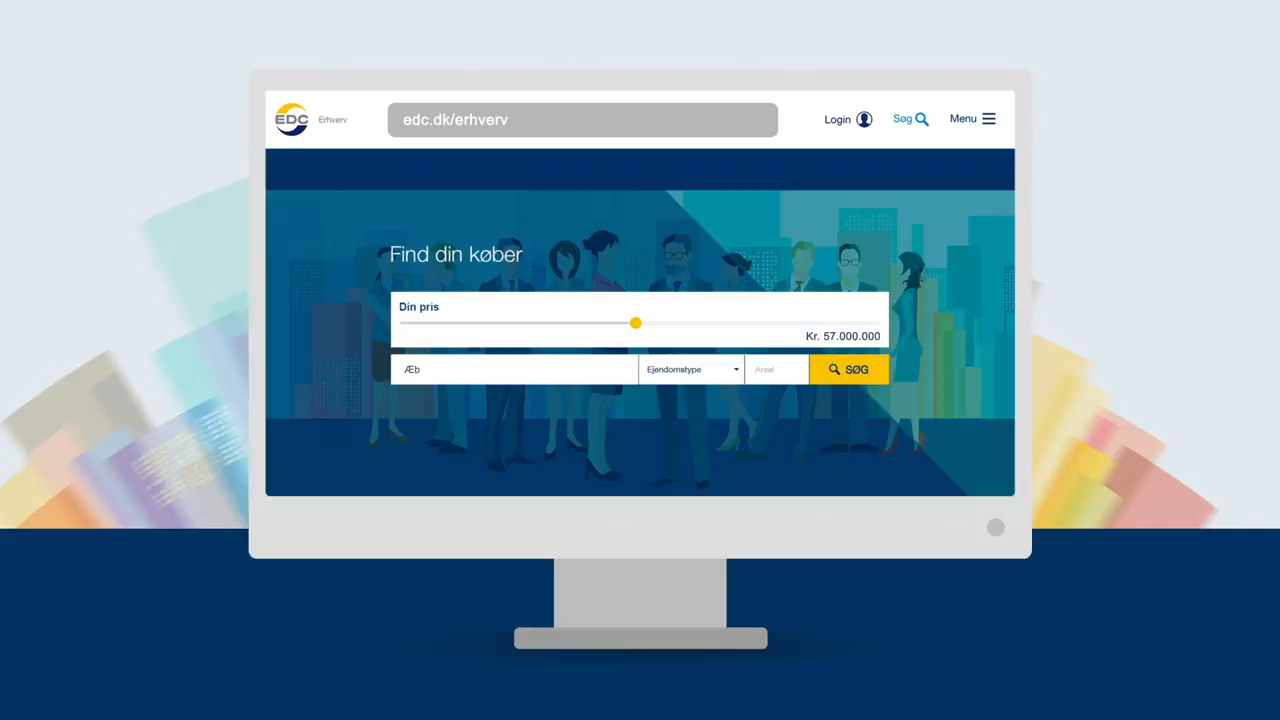 EDC Erhverv
edc.dk/erhverv
Login
Søg
Menu
Find din køber
Din pris
Kr. 57.000.000
Æb
Ejendomstype
Areal
SØG